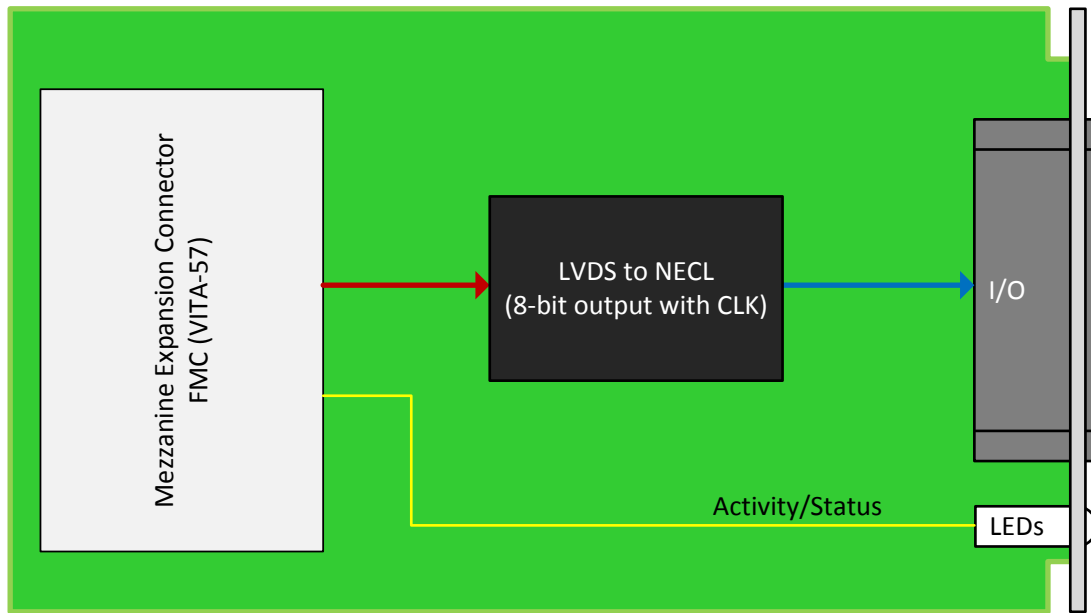 Mezzanine Expansion Connector
FMC (VITA-57)
LVDS to NECL
(8-bit output with CLK)
I/O
Activity/Status
LEDs